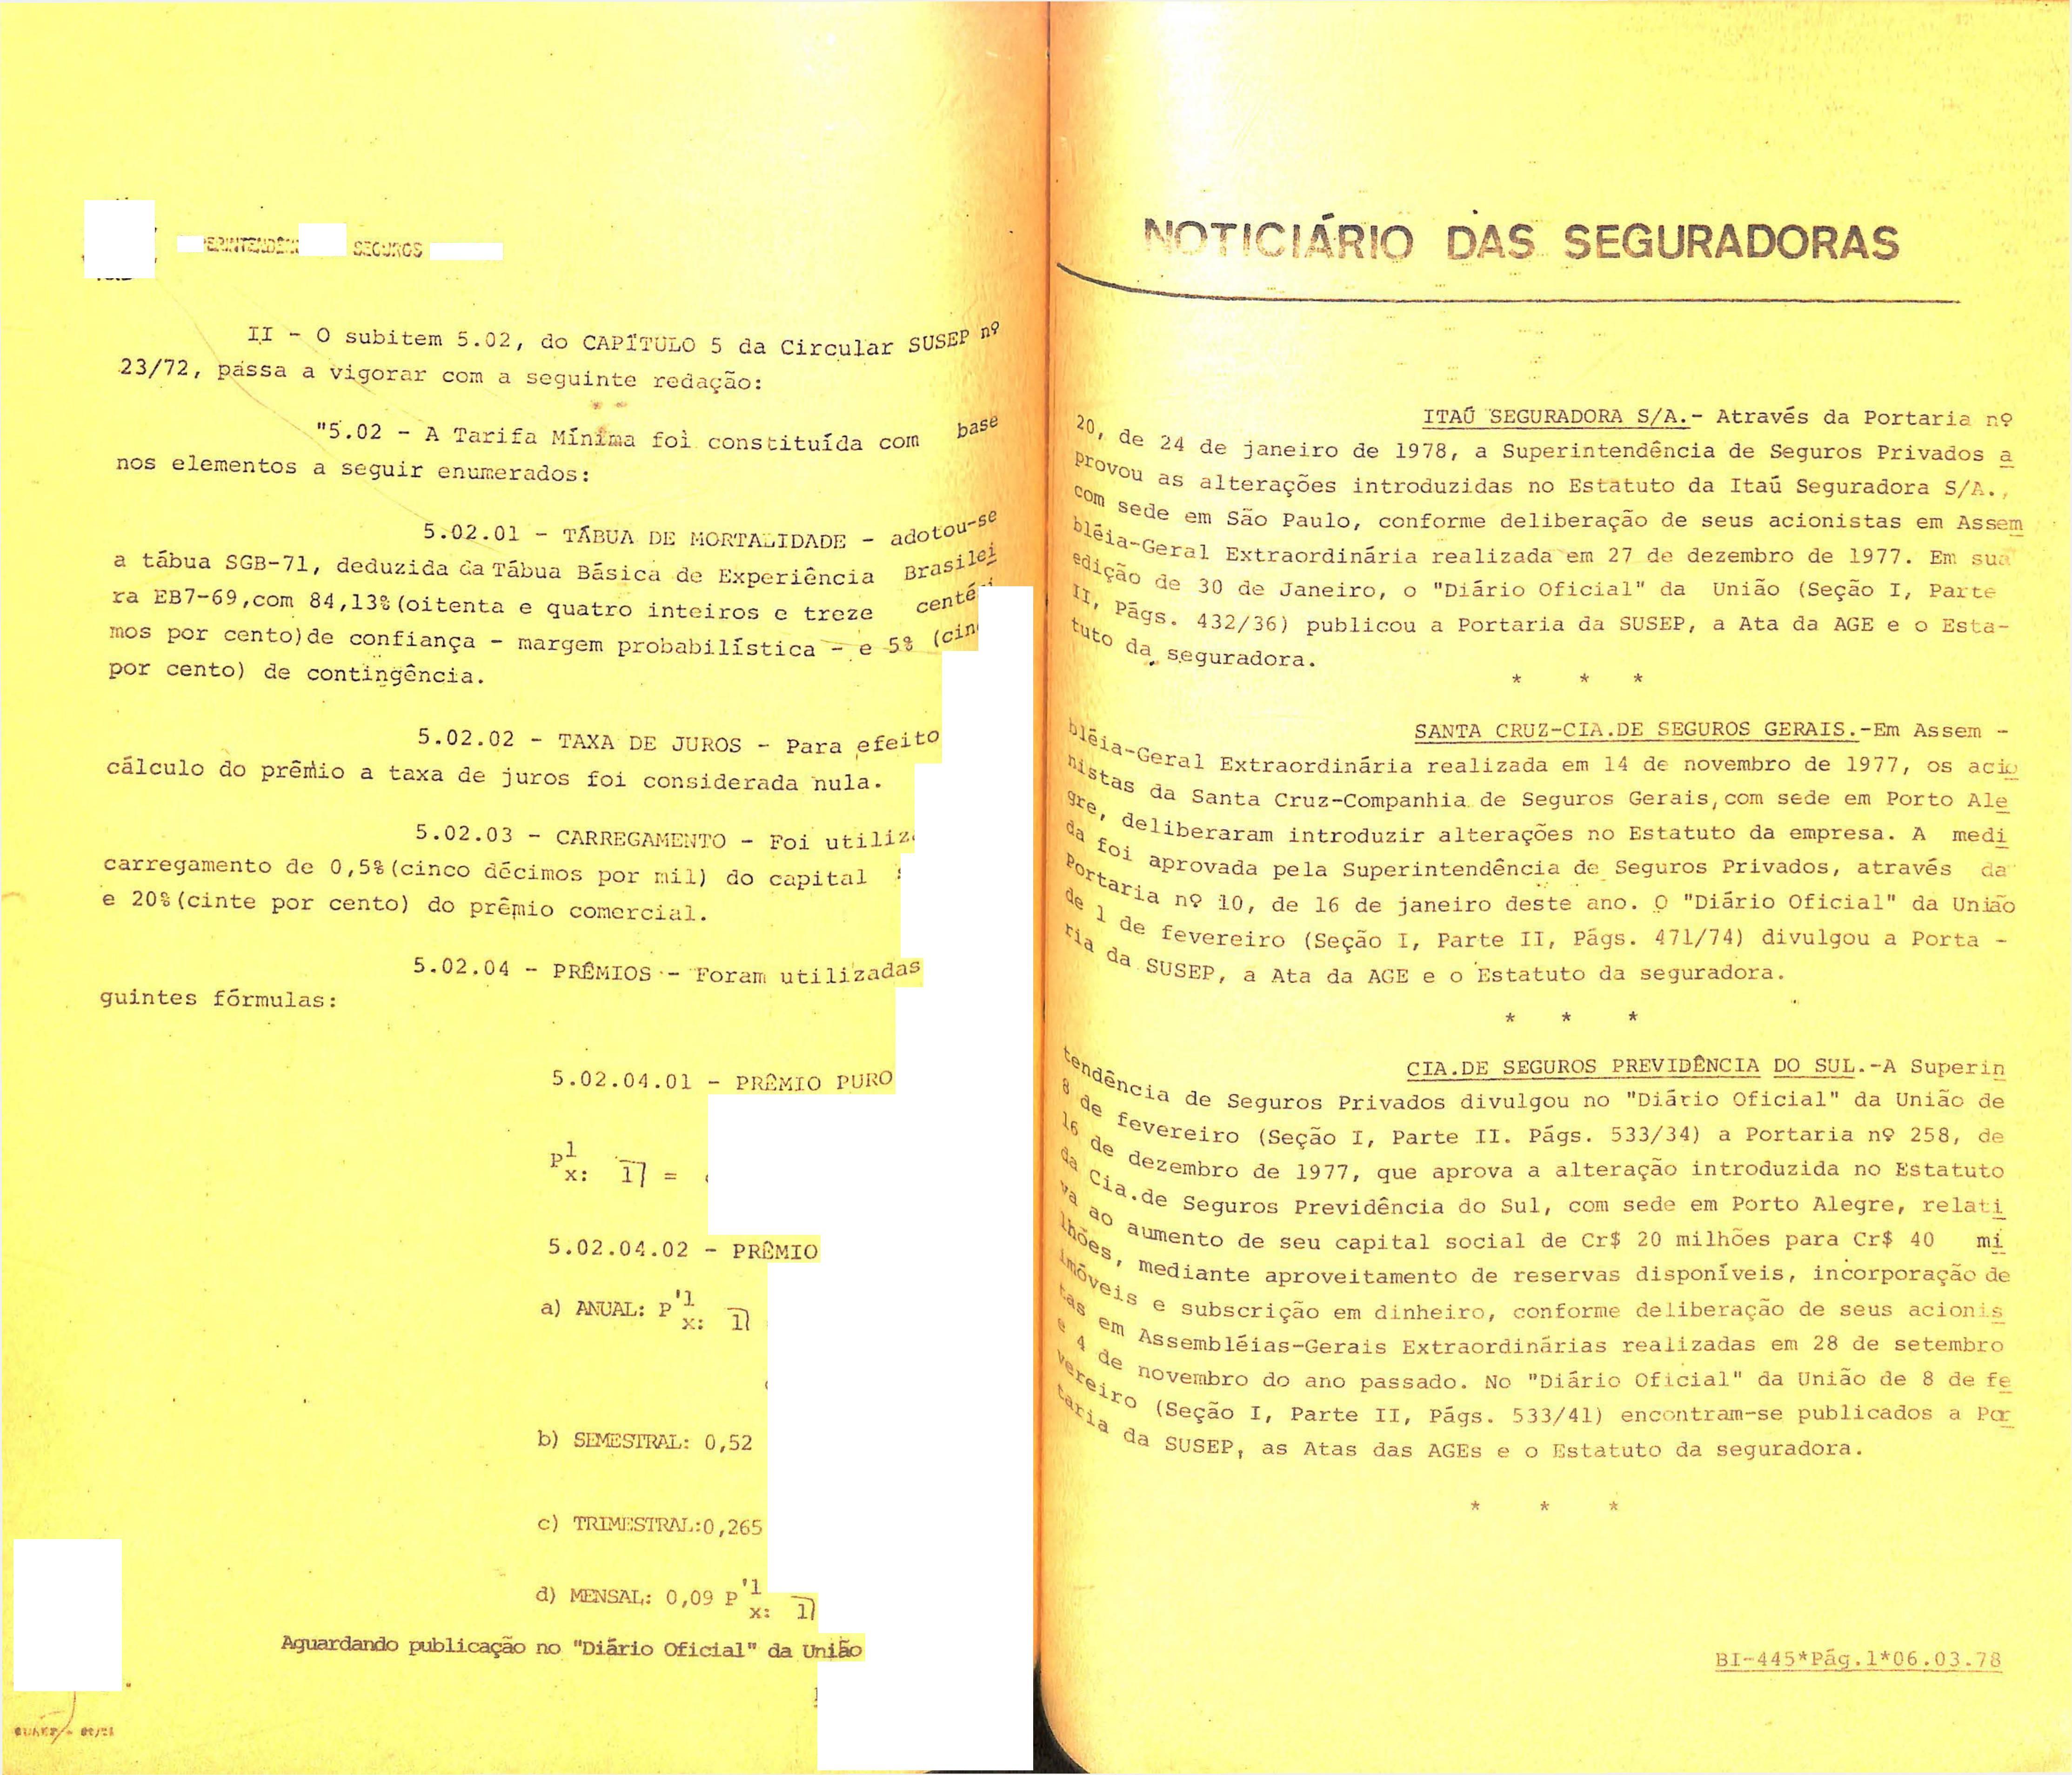 SEGUROS
II - O subitem 5.02, do CAPÍTULO 5 da Circular SUSEP nº
23/72, passa a vigorar com a seguinte redação:
"5.02 - A Tarifa Mínima foi constituída com base
nos elementos a seguir enumerados:
5.02.01 - TÁBUA DE MORTALIDADE - adotou-se
a tábua SGB-71, deduzida da Tábua Básica de Experiência Brasilei
ra EB7-69,com 84,13%(oitenta e quatro inteiros e treze centési
mos por cento)de confiança - margem probabilística - e 5% (cin
por cento) de contingência.
5.02.02 - TAXA DE JUROS - Para efeito
cálculo do prêmio a taxa de juros foi considerada nula.
5.02.03 - CARREGAMENTO - Foi
carregamento de 0,5%(cinco décimos por mil) do capital
e 20%(cinte por cento) do prêmio comercial.
5.02.04 - PRÊMIOS - Foram utilizadas
guintes fórmulas:
5.02.04.01 - PRÊMIO PURO
P 1 x: 1 =
5.02.04.02 - PRÊMIO
a) ANUAL: P '1 x: 1
b) SEMESTRAL: 0,52
c) TRIMESTRAL:0,265
d) MENSAL: 0,09 P '1 x: 1
Aguardando publicação no "Diário Oficial" da União
NOTICIÁRIO DAS SEGURADORAS
ITAÚ SEGURADORA S/A.- Através da Portaria nº
20, de 24 de janeiro de 1978, a Superintendência de Seguros Privados a
provou as alterações introduzidas no Estatuto da Itaú Seguradora S/A.,
com sede em São Paulo, conforme deliberação de seus acionistas em Assem
bléia-Geral Extraordinária realizada em 27 de dezembro de 1977. Em sua
edição de 30 de Janeiro, o "Diário Oficial" da União (Seção I, Parte
II, Págs. 432/36) publicou a Portaria da SUSEP, a Ata da AGE e o Esta-
tuto da seguradora.
* * *
SANTA CRUZ-CIA.DE SEGUROS GERAIS.-Em Assem -
bléia-Geral Extraordinária realizada em 14 de novembro de 1977, os acio
nistas da Santa Cruz-Companhia de Seguros Gerais,com sede em Porto Ale
gre, deliberaram introduzir alterações no Estatuto da empresa. A medi
da foi aprovada pela Superintendência de Seguros Privados, através da
Portaria nº 10, de 16 de janeiro deste ano. O "Diário Oficial" da União
de 1 de fevereiro (Seção I, Parte II, Págs. 471/74) divulgou a Porta -
ria da SUSEP, a Ata da AGE e o Estatuto da seguradora.
* * *
CIA.DE SEGUROS PREVIDÊNCIA DO SUL.-A Superin
tendência de Seguros Privados divulgou no "Diário Oficial" da União de
8 de fevereiro (Seção I, Parte II. Págs. 533/34) a Portaria nº 258, de
16 de dezembro de 1977, que aprova a alteração introduzida no Estatuto
da Cia.de Seguros Previdência do Sul, com sede em Porto Alegre, relati
va ao aumento de seu capital social de Cr$ 20 milhões para Cr$ 40 mi
lhões, mediante aproveitamento de reservas disponíveis, incorporação de
imóveis e subscrição em dinheiro, conforme deliberação de seus acionis
tas em Assembléias-Gerais Extraordinárias realizadas em 28 de setembro
e 4 de novembro do ano passado. No "Diário Oficial" da União de 8 de fe
vereiro (Seção I, Parte II, Págs. 533/41) encontram-se publicados a Por
taria da SUSEP, as Atas das AGEs e o Estatuto da seguradora.
* * *
BI-445*Pág.1*06.03.78